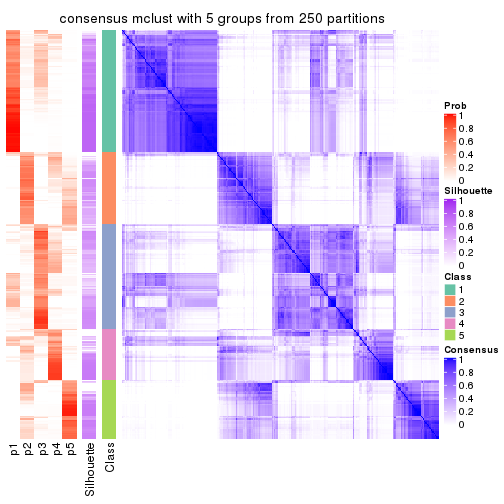 consensus mclust with 5 groups from 250 partitions
Prob
1
0.8
0.6
0.4
0.2
0
Silhouette
1
0.8
0.6
0.4
0.2
0
Class
1
2
3
4
5
Consensus
1
0.8
0.6
0.4
0.2
0
p1
p2
p3
p4
p5
Silhouette
Class